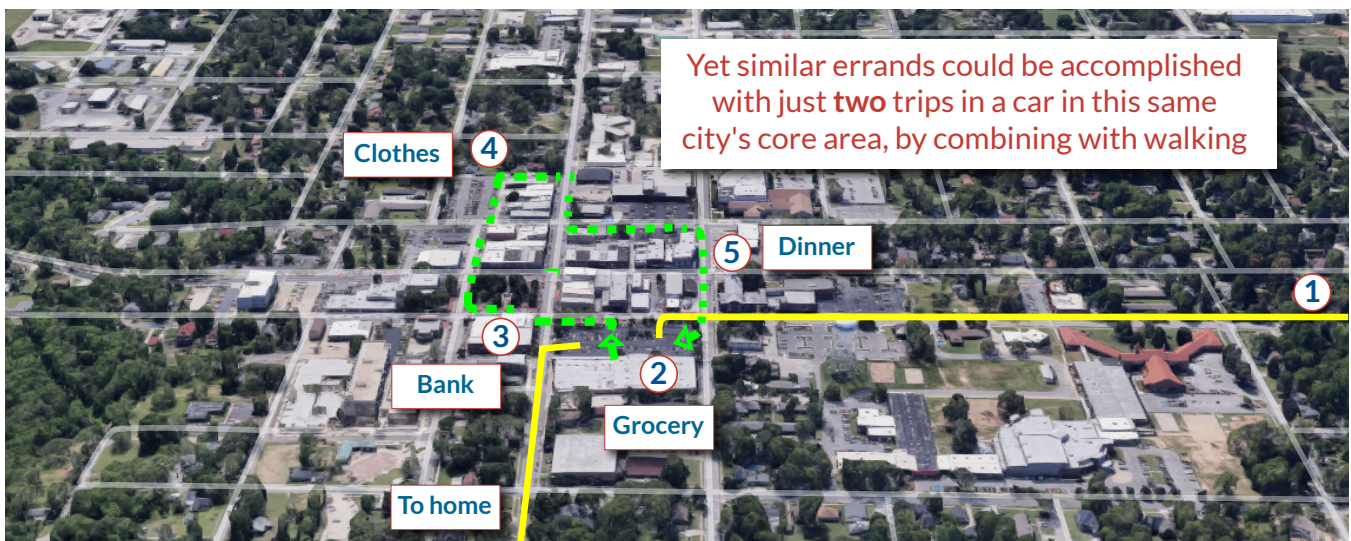 Yet similar errands could be accomplished
with just two trips in a car in this same
city's core area, by combining with walking
Clothes
4
5
Dinner
1
3
2
Bank
Grocery
To home